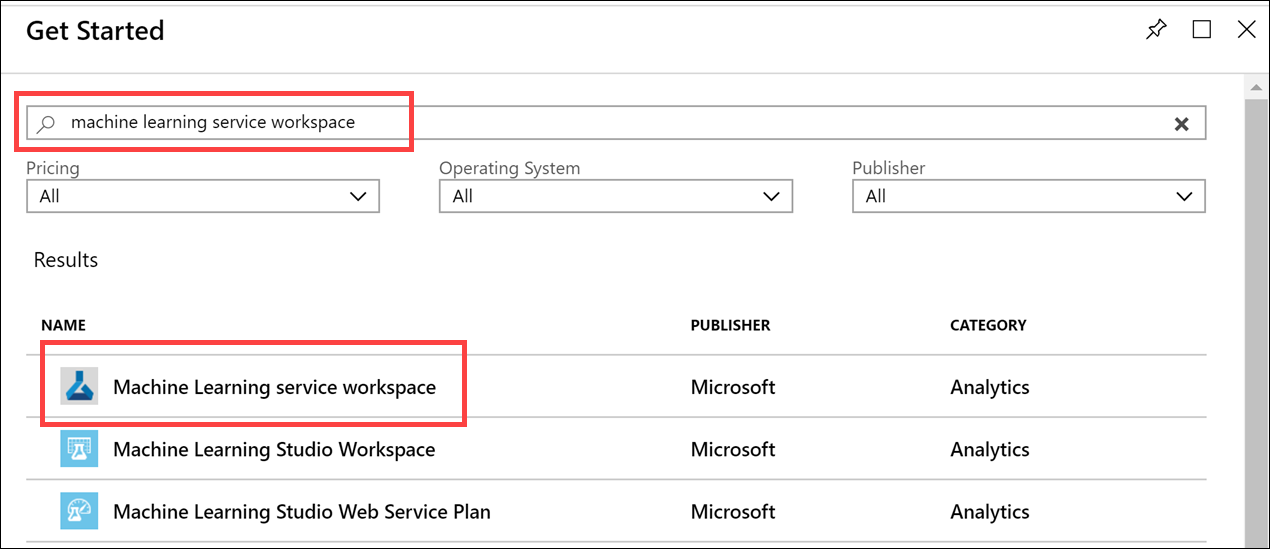 Get Started
machine learning service workspace
Pricing Operating System Publisher
All All All
Results
NAME PUBLISHER CATEGORY
Machine Learning service workspace Microsoft Analytics
Machine Learning Studio Workspace Microsoft Analytics
Machine Learning Studio Web Service Plan Microsoft Analytics